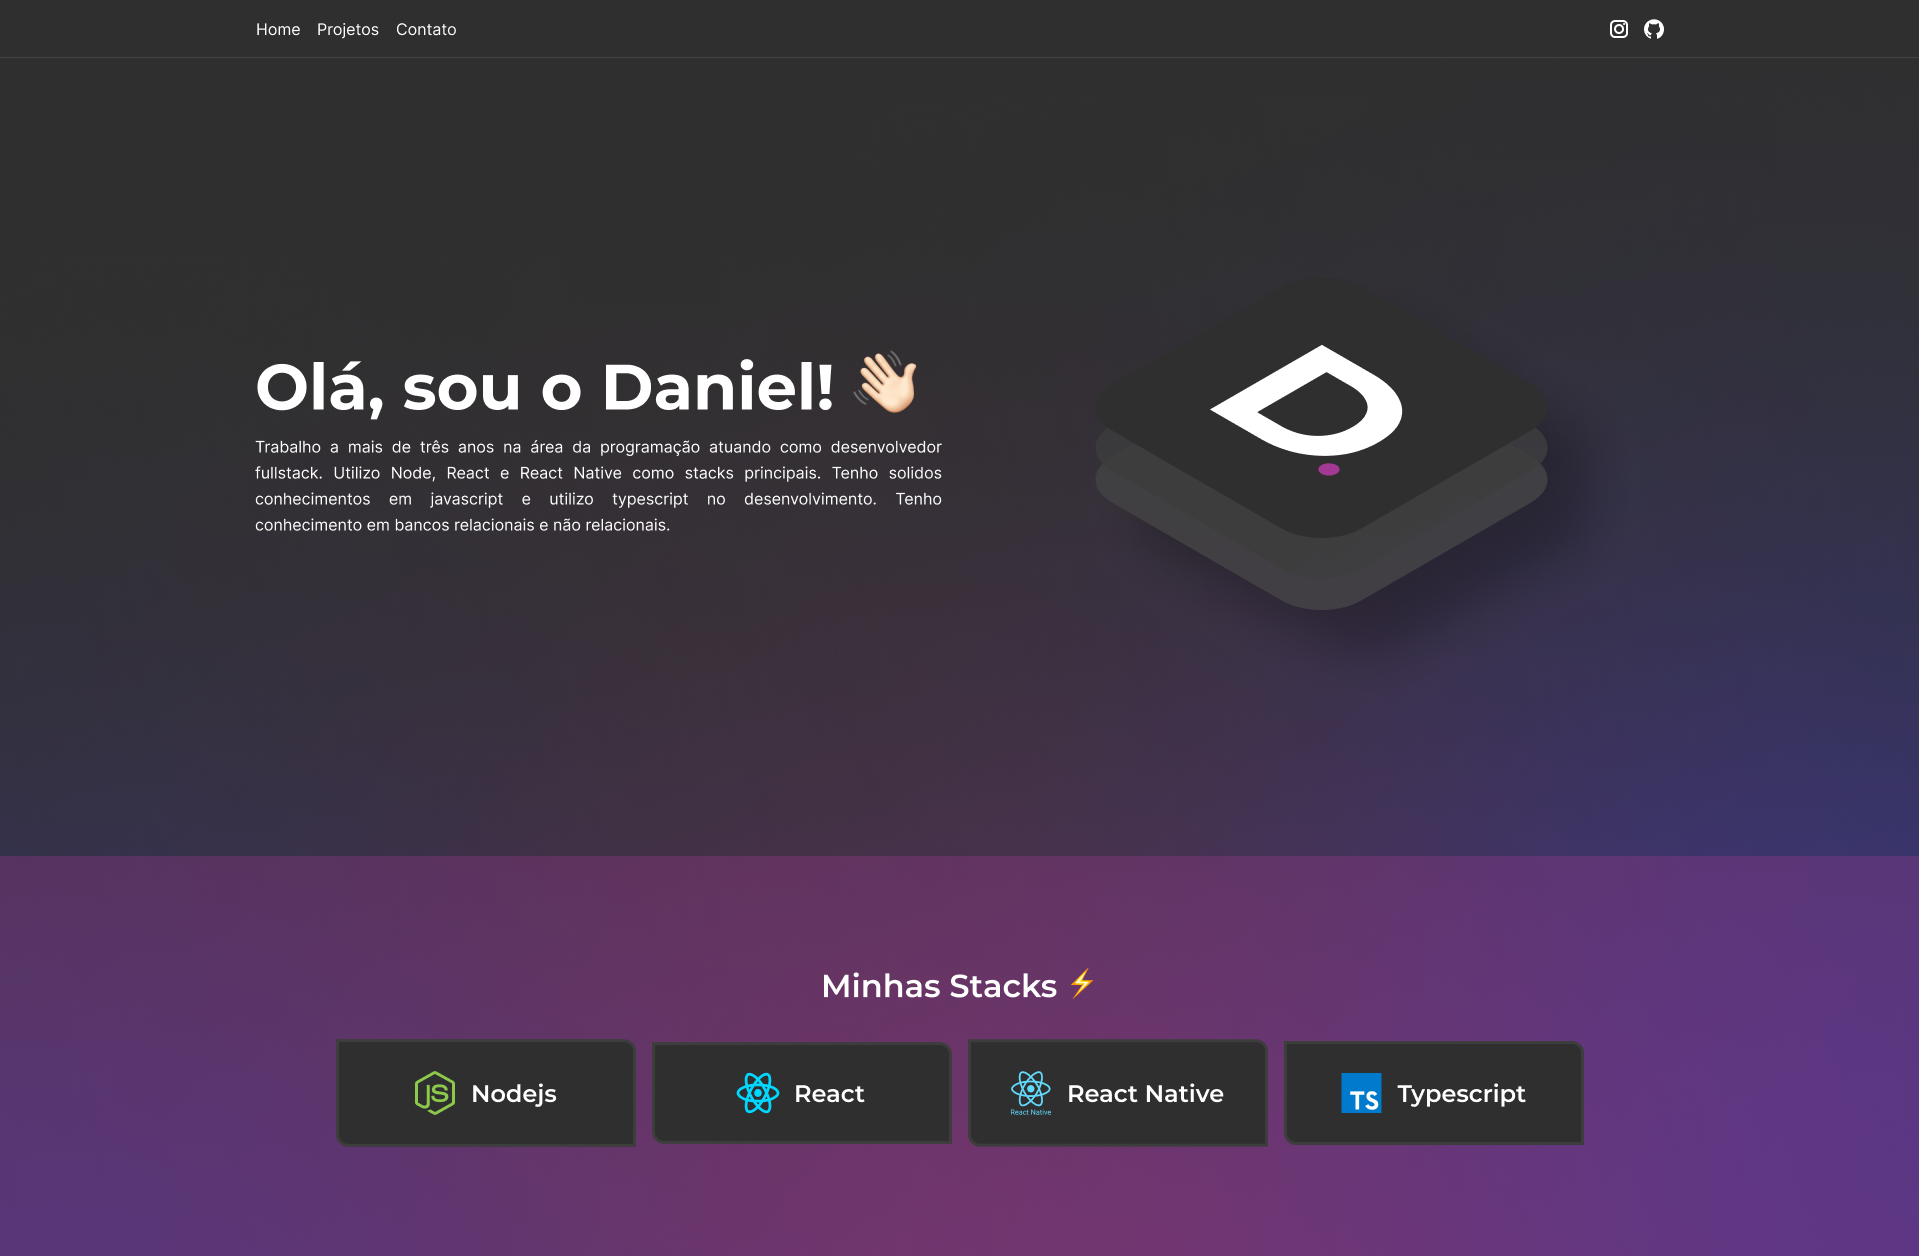 Home Projetos Contato
Olá, sou o Daniel! 👋🏻
Trabalho a mais de três anos na área da programação atuando como desenvolvedor
fullstack. Utilizo Node, React e React Native como stacks principais. Tenho solidos
conhecimentos em javascript e utilizo typescript no desenvolvimento. Tenho
conhecimento em bancos relacionais e não relacionais.
Minhas Stacks ⚡
JS Nodejs
React
React Native
React Native
TS Typescript